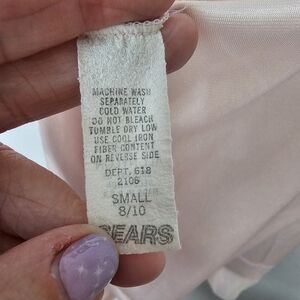 MACHINE WASH
SEPARATELY
COLD WATER
DO NOT BLEACH
TUMBLE DRY LOW
USE COOL IRON
FIBER CONTENT
ON REVERSE SIDE
DEPT. 618
2106
SMALL
8/10
SEARS